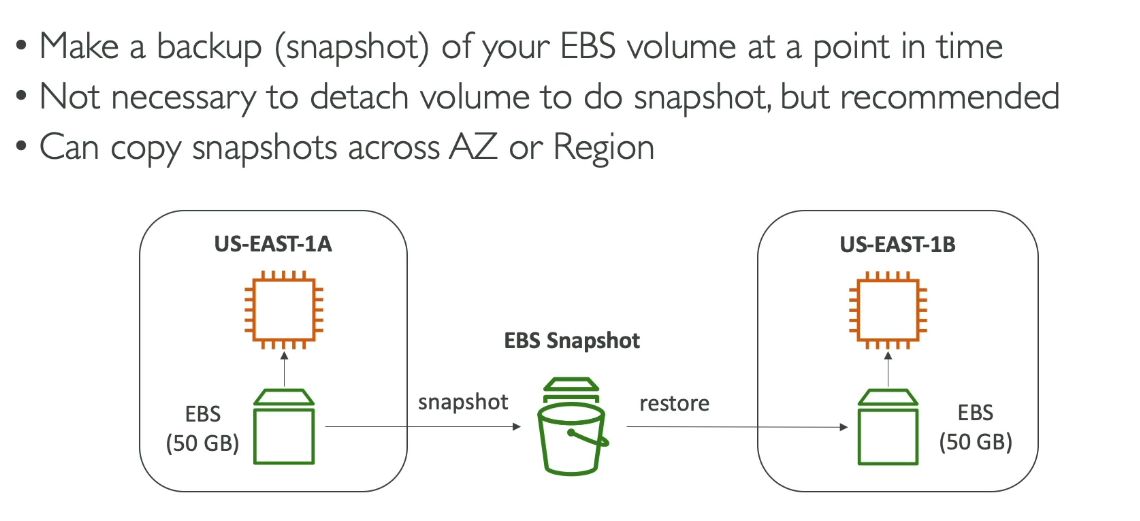 • Make a backup (snapshot) of your EBS volume at a point in time
• Not necessary to detach volume to do snapshot, but recommended
• Can copy snapshots across AZ or Region
US-EAST-1A
US-EAST-1B
EBS Snapshot
EBS
(50 GB)
snapshot
restore
EBS
(50 GB)